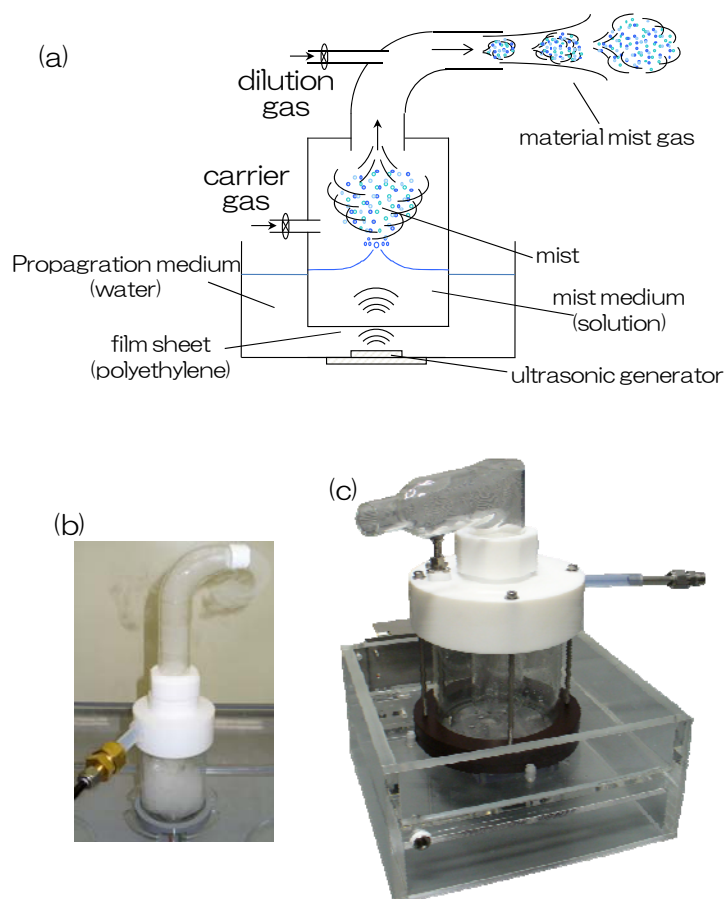 (a)
dilution
gas
material mist gas
carrier
gas
mist
Propagration medium
(water)
mist medium
(solution)
film sheet
(polyethylene)
ultrasonic generator
(b)
(c)